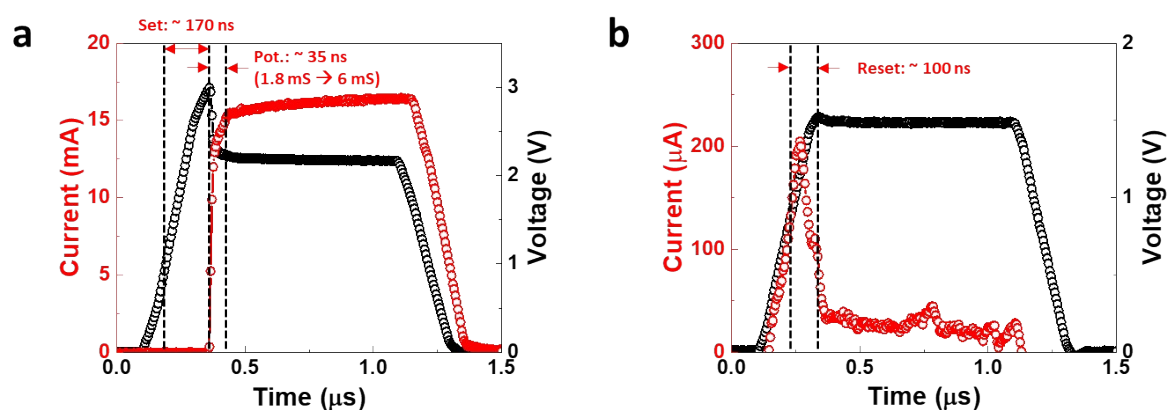 a
Set: ~ 170 ns
Pot.: ~ 35 ns
(1.8 mS → 6 mS)
20
15
10
5
0
Current (mA)
3
2
1
0
Voltage (V)
0.0
0.5
1.0
1.5
Time (μs)
b
Reset: ~ 100 ns
300
200
100
0
Current (μA)
2
1
0
Voltage (V)
0.0
0.5
1.0
1.5
Time (μs)